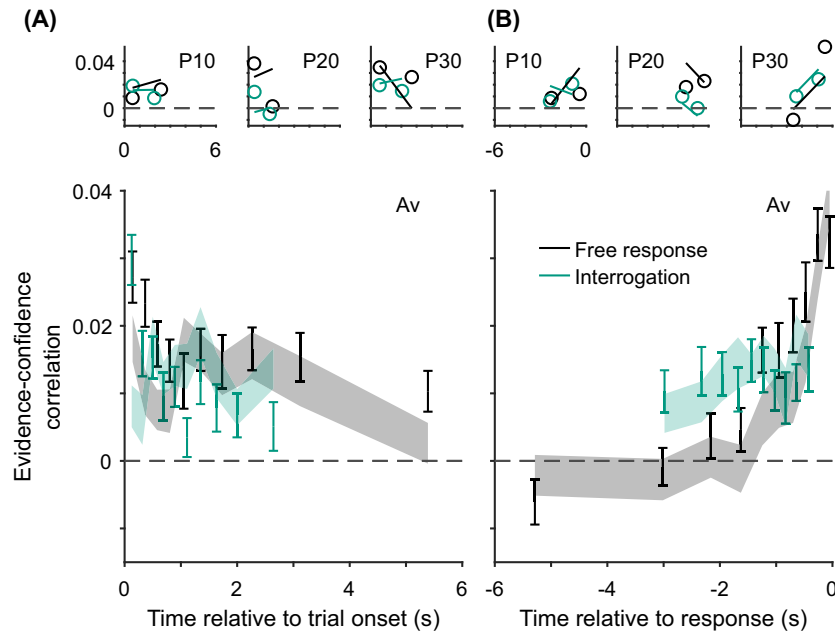 (A)
(B)
0.04
0
P10
P20
P30
P10
P20
P30
0
6
-6
0
0.04
0.02
0
Evidence-confidence
correlation
Av
Av
Free response
Interrogation
0
2
4
6
-6
-4
-2
0
Time relative to trial onset (s)
Time relative to response (s)